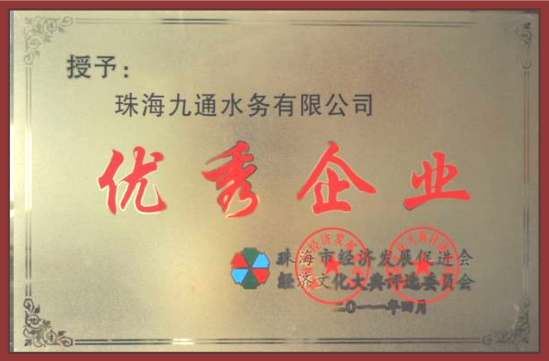 授予：
珠海九通水务有限公司
优秀企业
珠海市经济发展促进会
经济文化大典评选委员会
二〇一一年四月